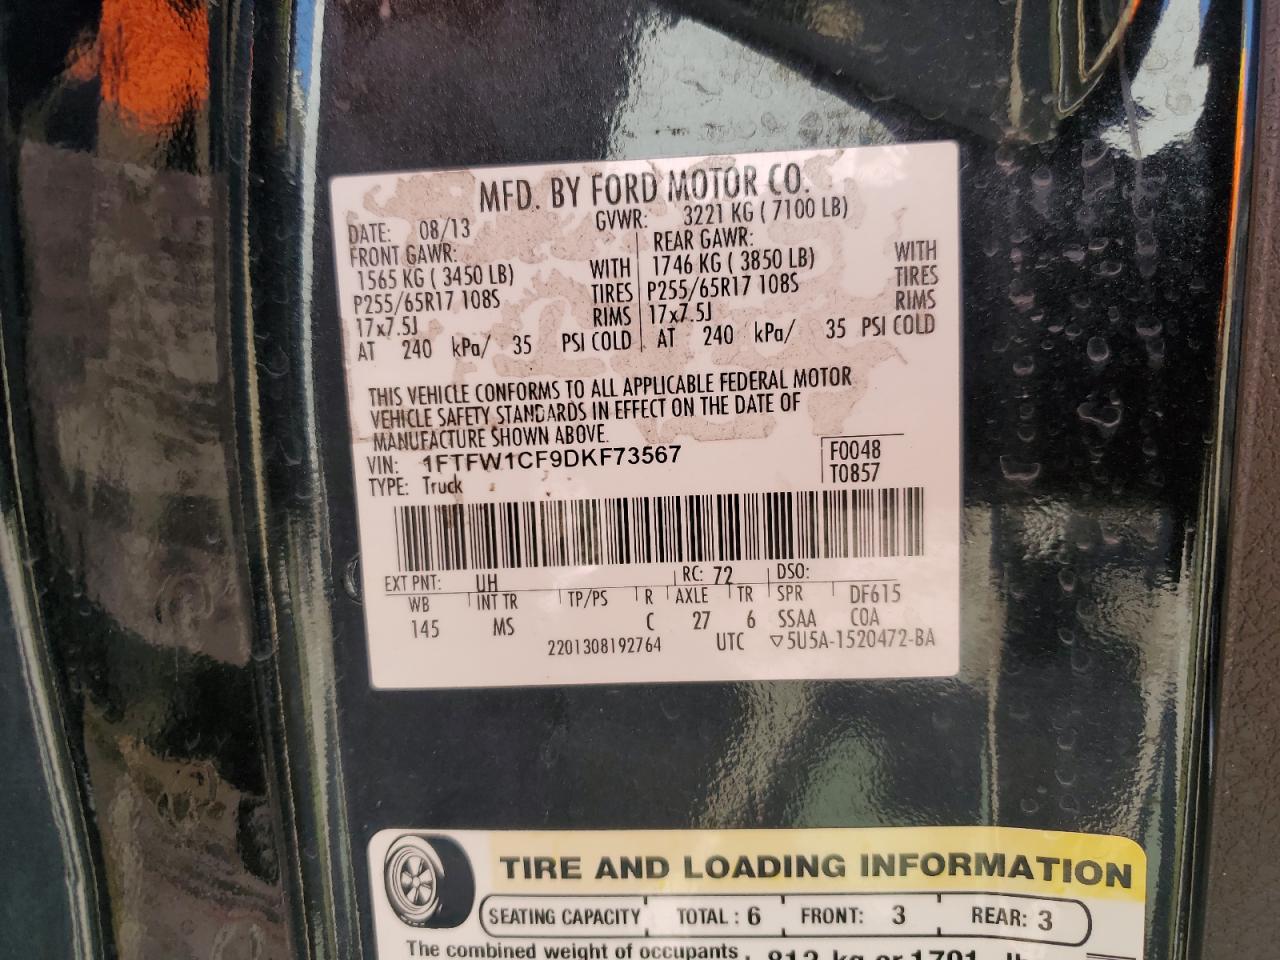 MFD. BY FORD MOTOR CO.
DATE: 08/13 GVWR: 3221 KG ( 7100 LB)
FRONT GAWR: REAR GAWR:
1565 KG ( 3450 LB) WITH 1746 KG ( 3850 LB) WITH
P255/65R17 108S TIRES P255/65R17 108S TIRES
17x7.5J RIMS 17x7.5J RIMS
AT 240 kPa/ 35 PSI COLD AT 240 kPa/ 35 PSI COLD
THIS VEHICLE CONFORMS TO ALL APPLICABLE FEDERAL MOTOR
VEHICLE SAFETY STANDARDS IN EFFECT ON THE DATE OF
MANUFACTURE SHOWN ABOVE.
VIN: 1FTFW1CF9DKF73567 F0048
TYPE: Truck T0857
EXT PNT: UH RC: 72 DSO:
WB INT TR TP/PS R AXLE TR SPR DF615
145 MS C 27 6 SSAA COA
2201308192764 UTC ▽5U5A-1520472-BA
TIRE AND LOADING INFORMATION
SEATING CAPACITY TOTAL : 6 FRONT: 3 REAR: 3
The combined weight of occupants